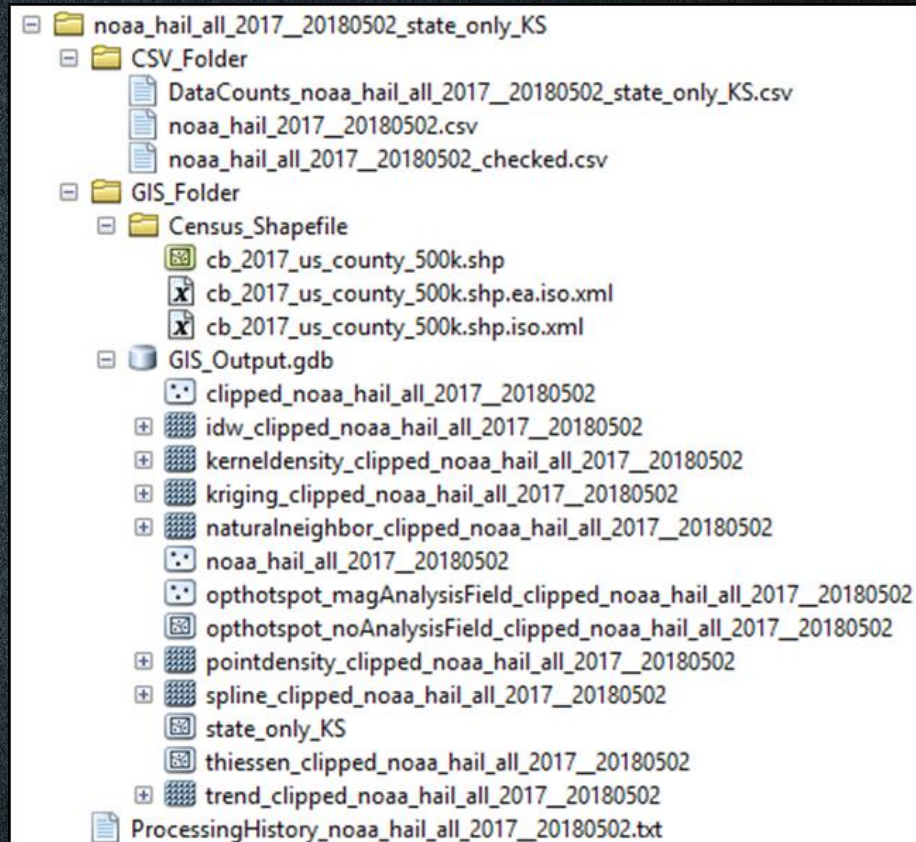 noaa_hail_all_2017__20180502_state_only_KS
CSV_Folder
DataCounts_noaa_hail_all_2017__20180502_state_only_KS.csv
noaa_hail_2017__20180502.csv
noaa_hail_all_2017__20180502_checked.csv
GIS_Folder
Census_Shapefile
cb_2017_us_county_500k.shp
cb_2017_us_county_500k.shp.ea.iso.xml
cb_2017_us_county_500k.shp.iso.xml
GIS_Output.gdb
clipped_noaa_hail_all_2017__20180502
idw_clipped_noaa_hail_all_2017__20180502
kerneldensity_clipped_noaa_hail_all_2017__20180502
kriging_clipped_noaa_hail_all_2017__20180502
naturalneighbor_clipped_noaa_hail_all_2017__20180502
noaa_hail_all_2017__20180502
opthotspot_magAnalysisField_clipped_noaa_hail_all_2017__20180502
opthotspot_noAnalysisField_clipped_noaa_hail_all_2017__20180502
pointdensity_clipped_noaa_hail_all_2017__20180502
spline_clipped_noaa_hail_all_2017__20180502
state_only_KS
thiessen_clipped_noaa_hail_all_2017__20180502
trend_clipped_noaa_hail_all_2017__20180502
ProcessingHistory_noaa_hail_all_2017__20180502.txt